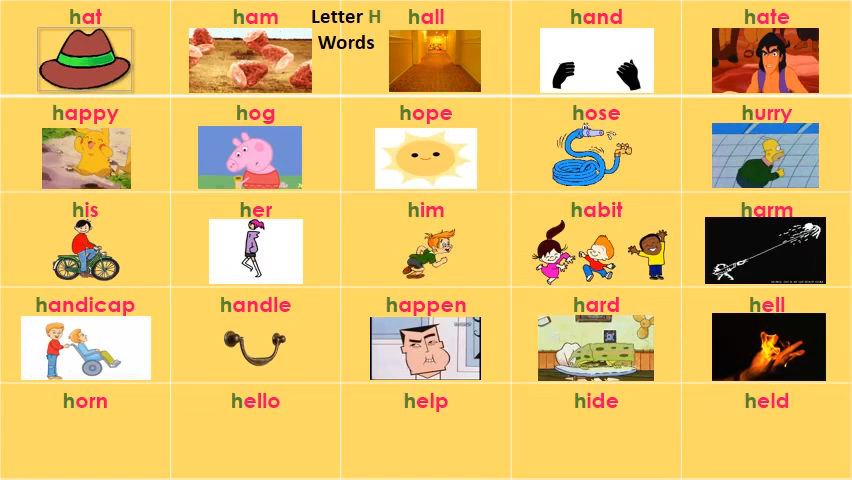 hat ham Letter H hall hand hate
Words
happy hog hope hose hurry
his her him habit harm
handicap handle happen hard hell
horn hello help hide held